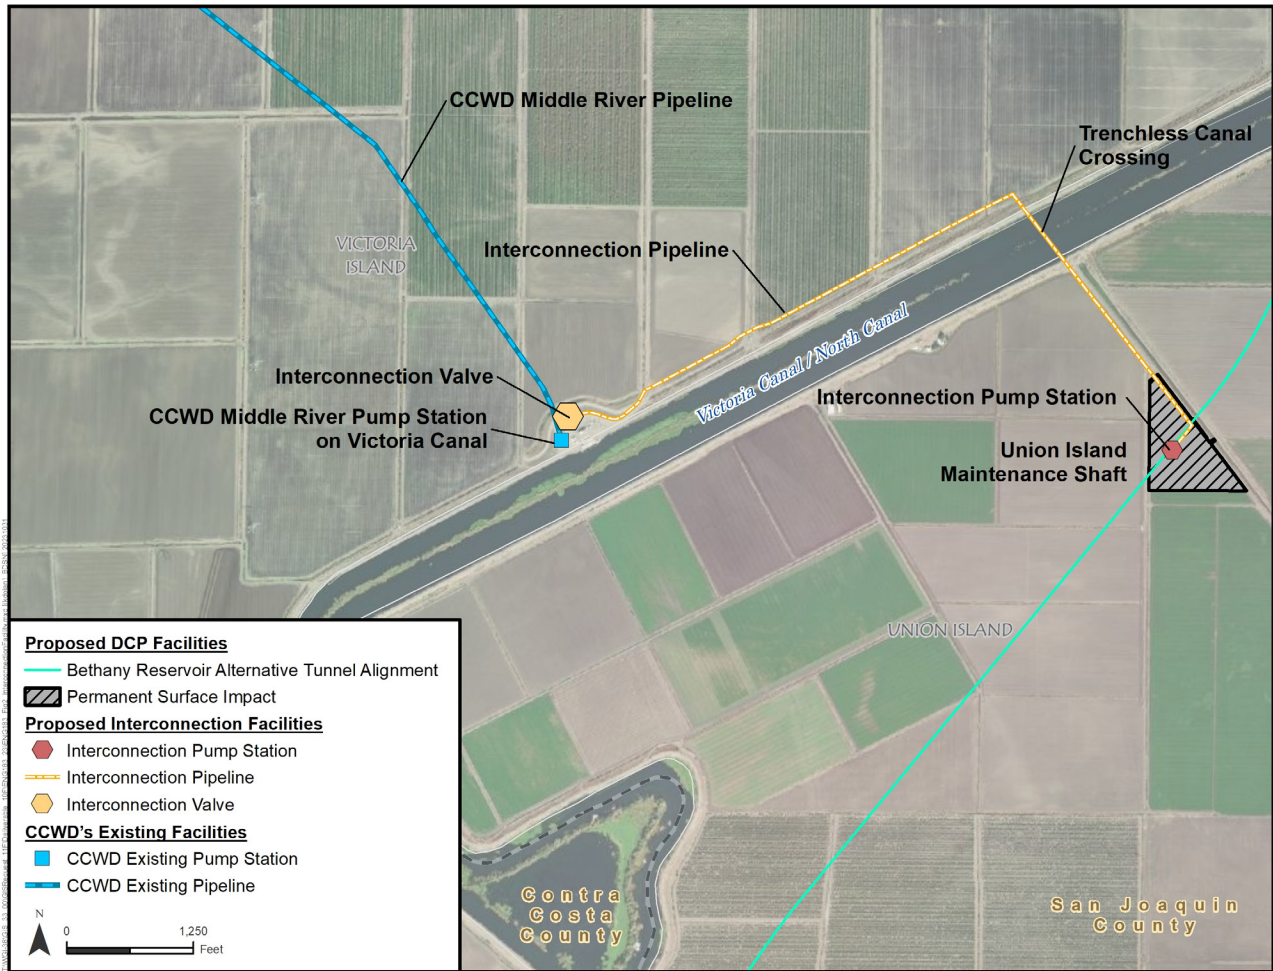 CCWD Middle River Pipeline
Trenchless Canal
Crossing
VICTORIA
ISLAND
Interconnection Pipeline
Victoria Canal / North Canal
Interconnection Valve
CCWD Middle River Pump Station
on Victoria Canal
Interconnection Pump Station
Union Island
Maintenance Shaft
UNION ISLAND
Proposed DCP Facilities
Bethany Reservoir Alternative Tunnel Alignment
Permanent Surface Impact
Proposed Interconnection Facilities
Interconnection Pump Station
Interconnection Pipeline
Interconnection Valve
CCWD's Existing Facilities
CCWD Existing Pump Station
CCWD Existing Pipeline
N
0
1,250
Feet
Contra
Costa
County
San Joaquin
County